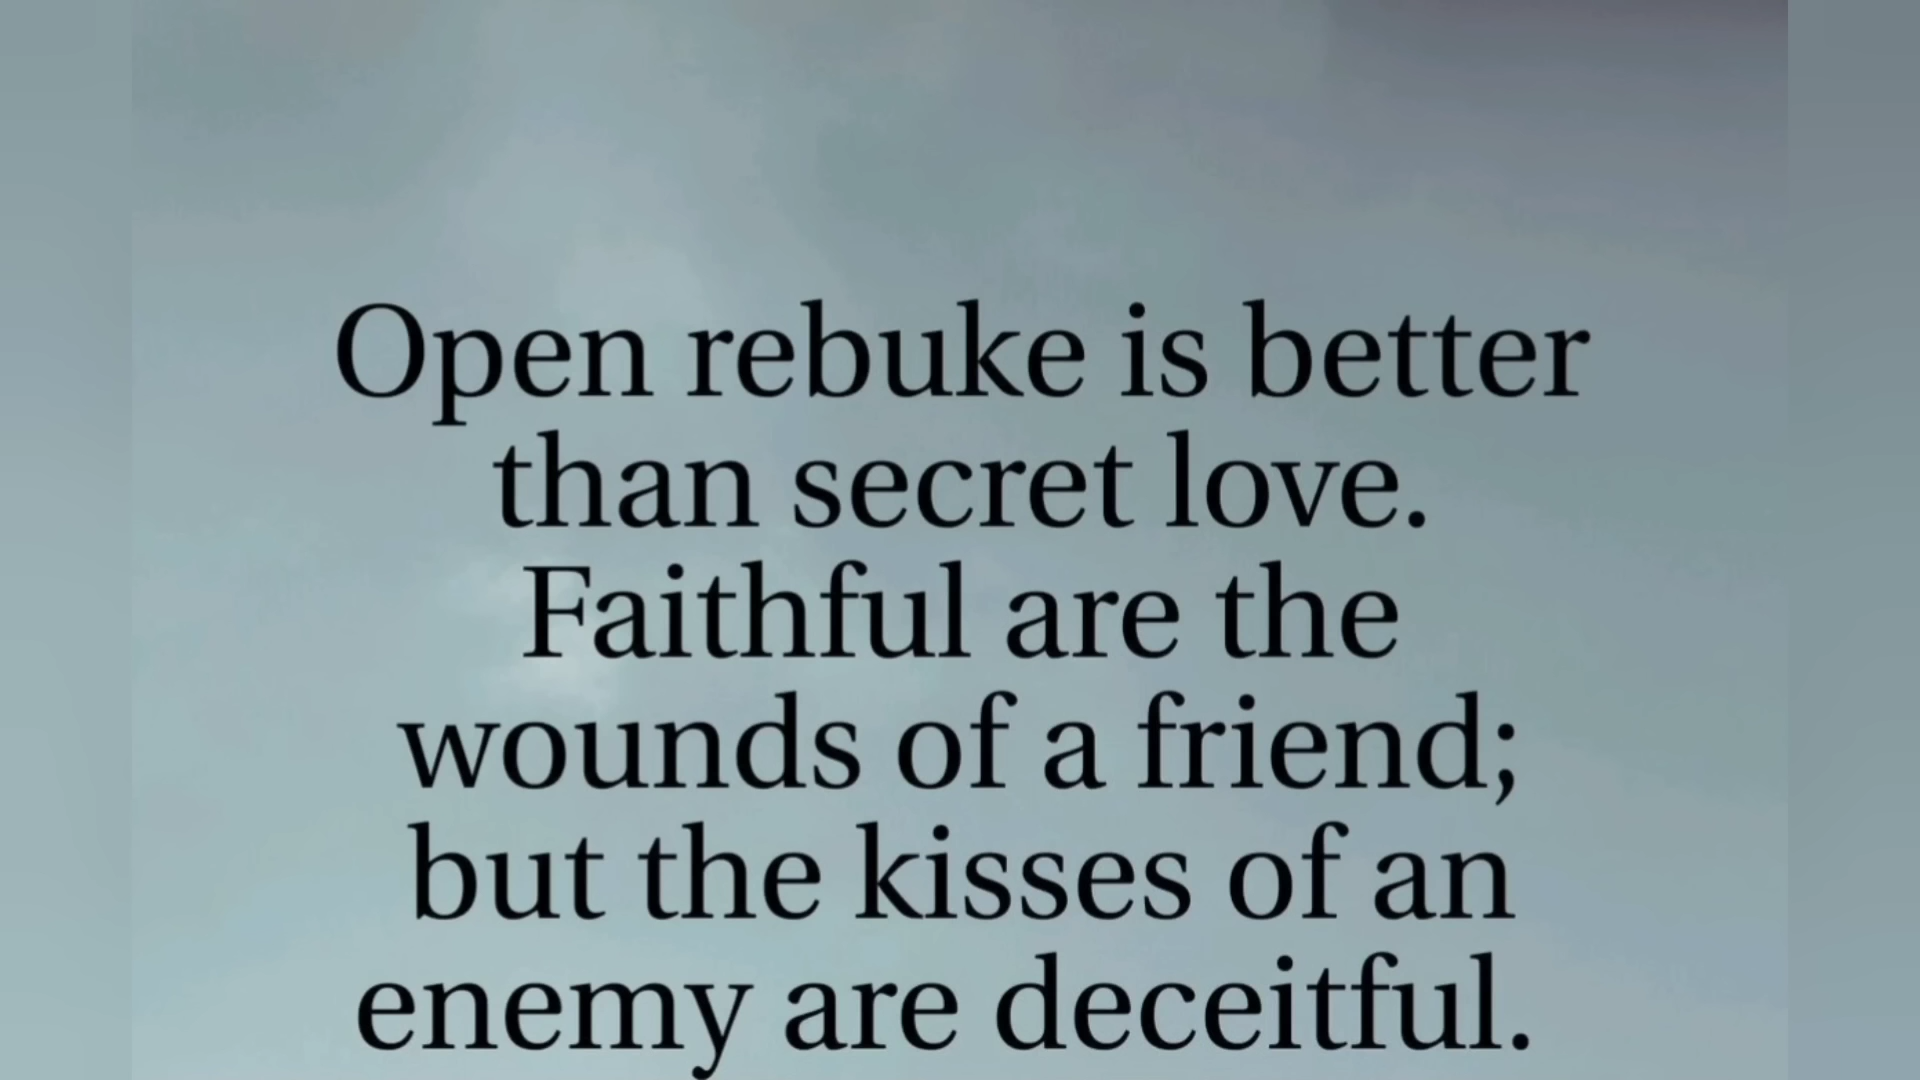 Open rebuke is better
than secret love.
Faithful are the
wounds of a friend;
but the kisses of an
enemy are deceitful.